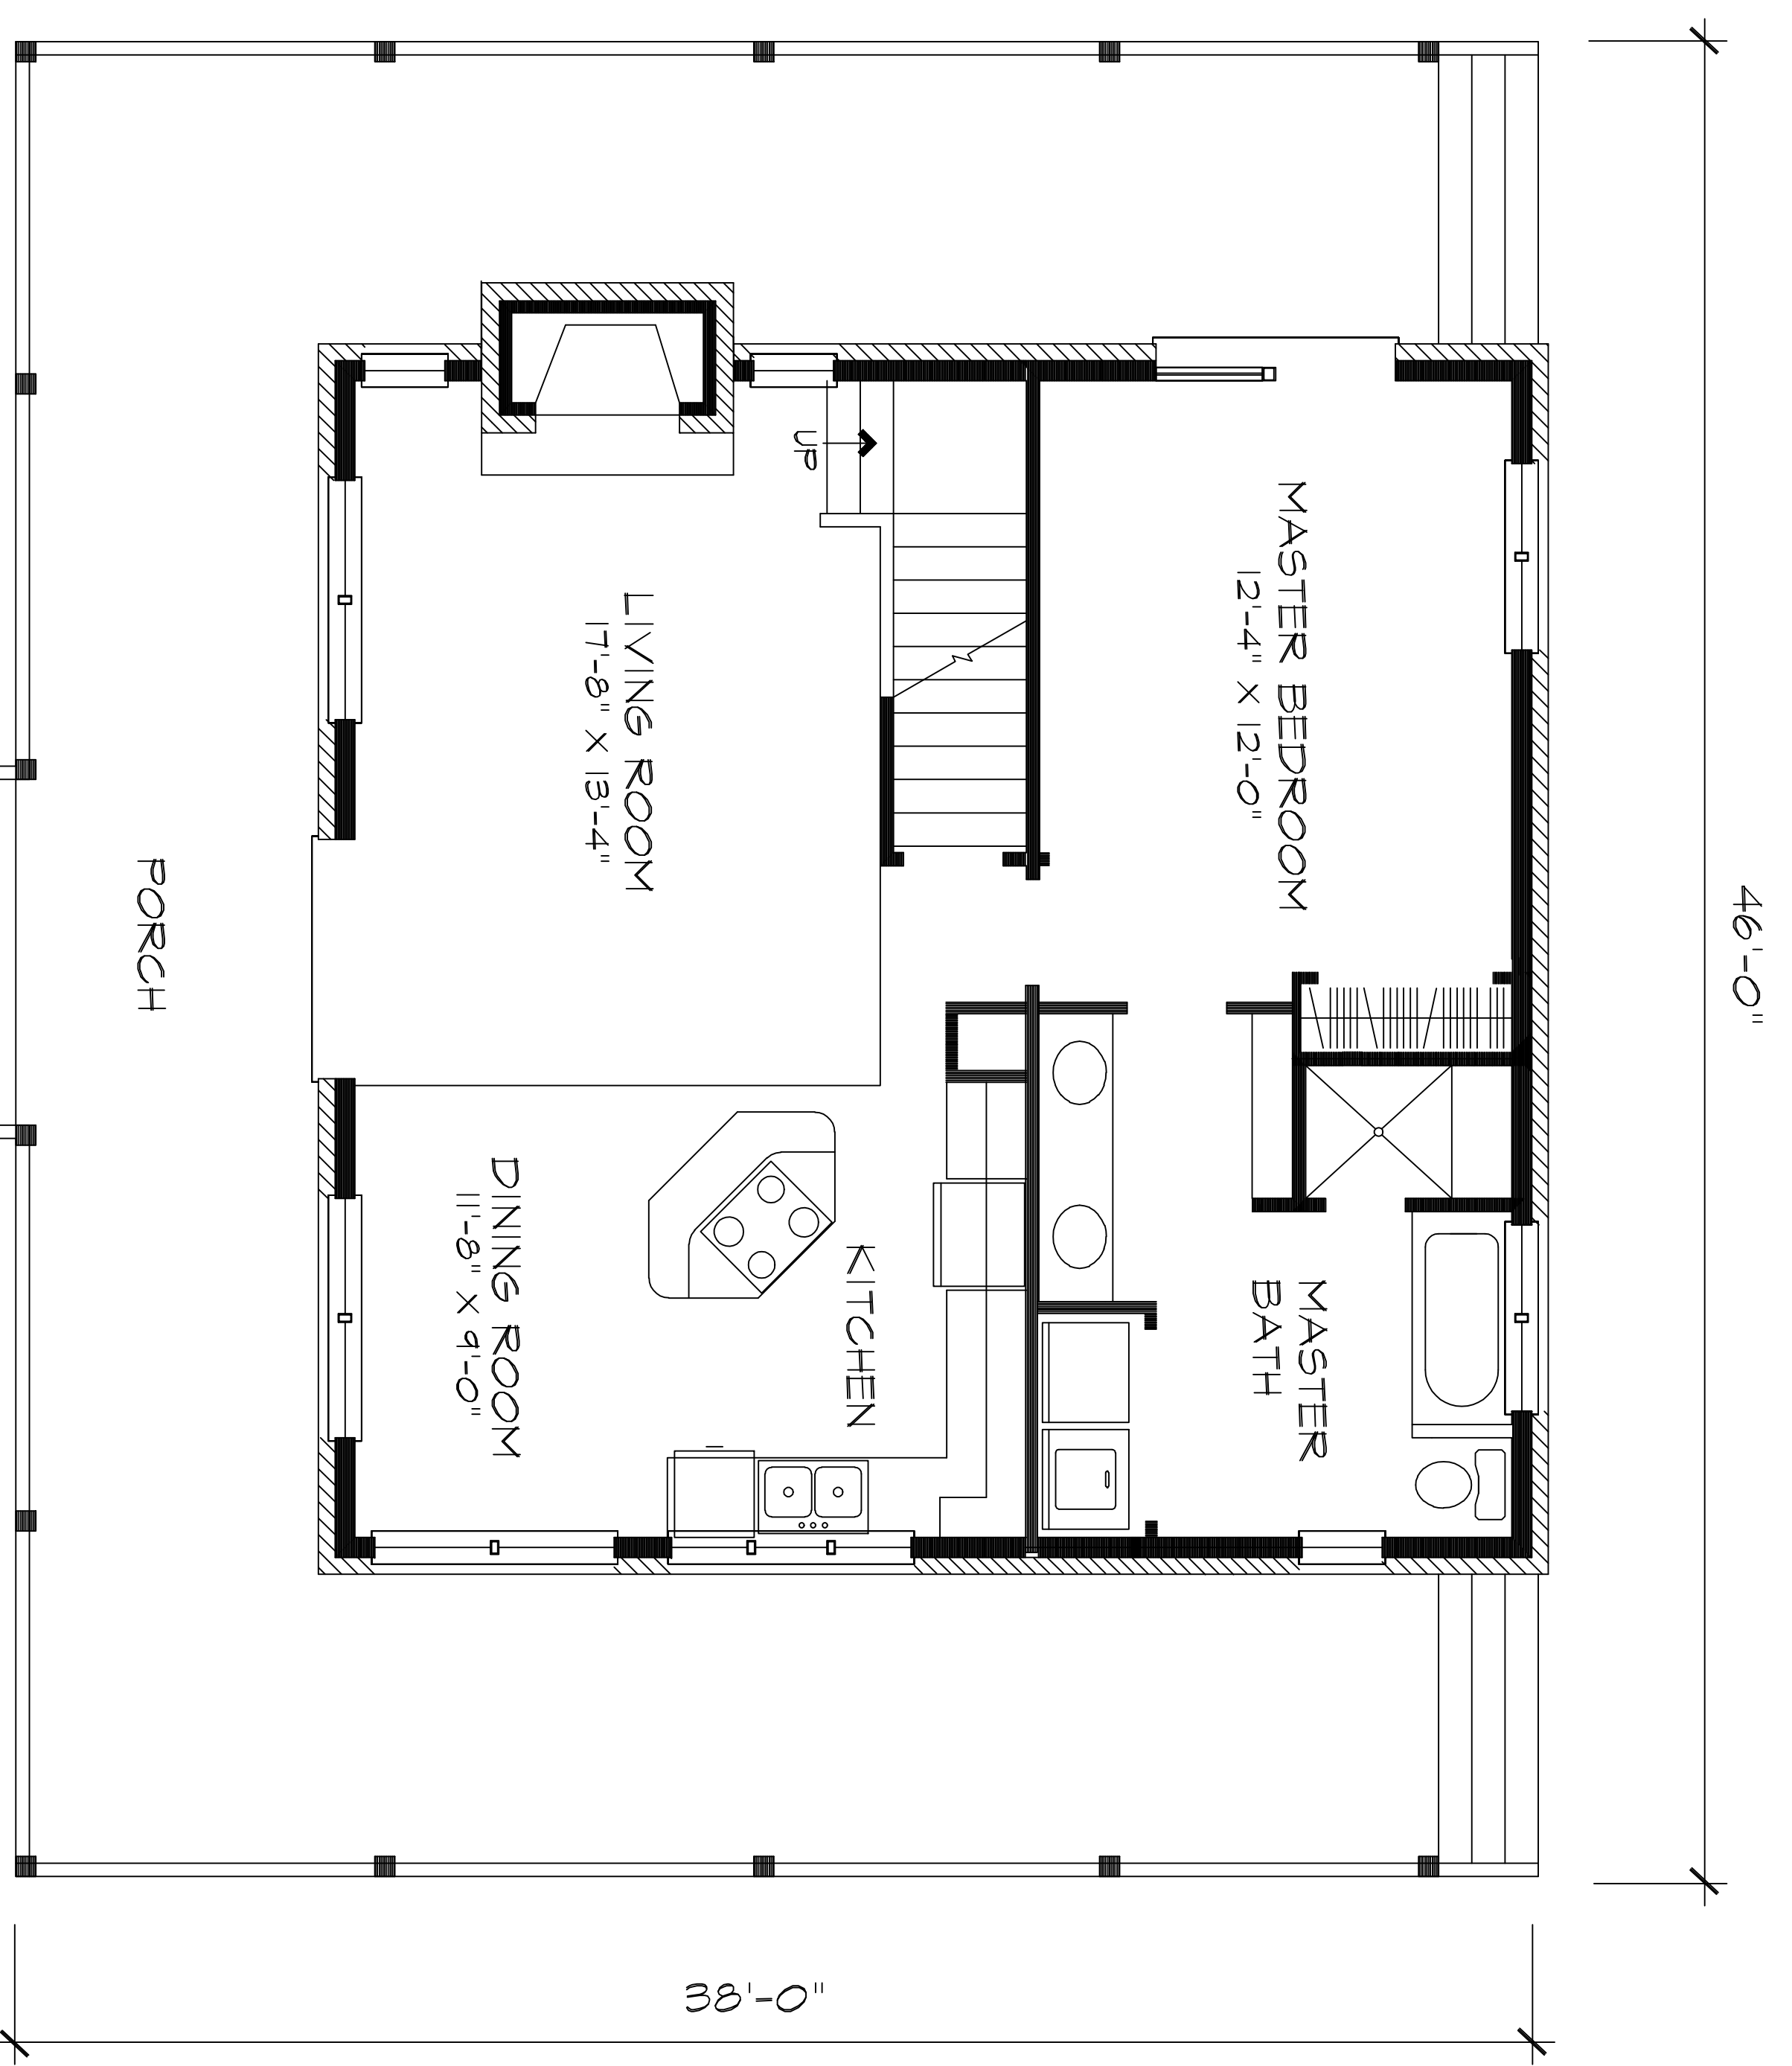 46'-0"
MASTER BEDROOM
12'-4" X 12'-0"
MASTER
BATH
UP
KITCHEN
LIVING ROOM
17'-8" X 13'-4"
DINING ROOM
11'-8" X 9'-0"
PORCH
38'-0"